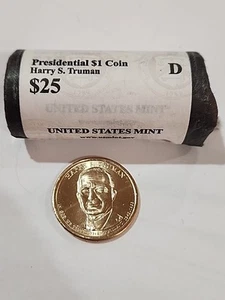 Presidential $1 Coin
Harry S. Truman
$25
D
UNITED STATES MINT
UNITED STATES MINT
HARRY S. TRUMAN